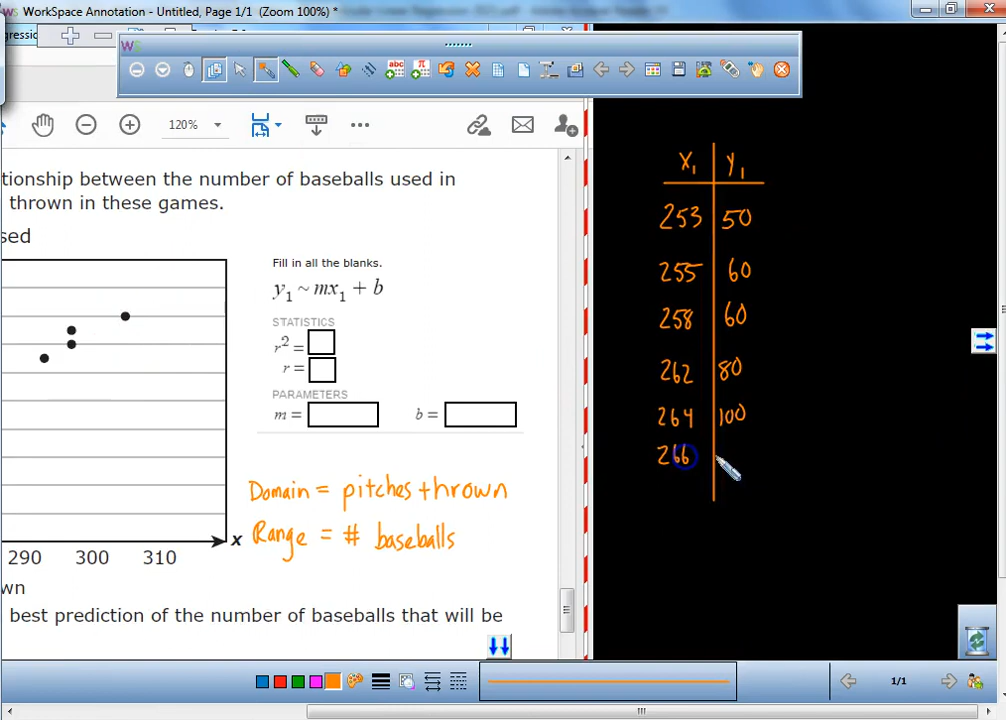 WorkSpace Annotation - Untitled, Page 1/1 (Zoom 100%) *
gressio
120%
tionship between the number of baseballs used in
thrown in these games.
sed
Fill in all the blanks.
y₁ ~ mx₁ + b
STATISTICS
r² =
r =
PARAMETERS
m =
b =
Domain = pitches thrown
Range = # baseballs
x
290 300 310
wn
best prediction of the number of baseballs that will be
x₁ y₁
253 50
255 60
258 60
262 80
264 100
266
1/1